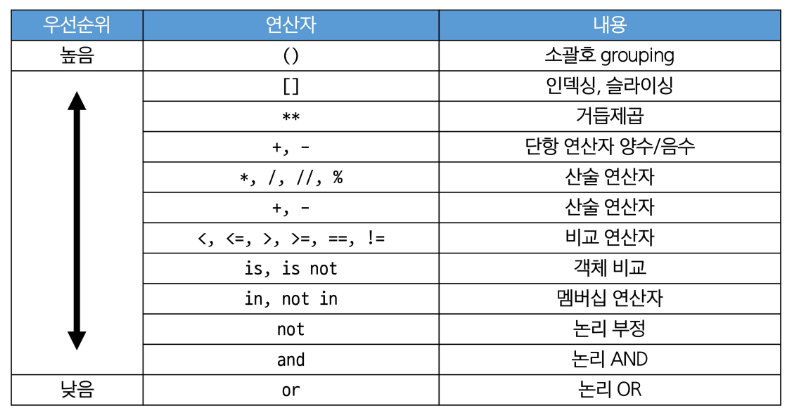 우선순위 연산자 내용
높음 () 소괄호 grouping
[] 인덱싱, 슬라이싱
** 거듭제곱
+, - 단항 연산자 양수/음수
*, /, //, % 산술 연산자
+, - 산술 연산자
<, <=, >, >=, ==, != 비교 연산자
is, is not 객체 비교
in, not in 멤버십 연산자
not 논리 부정
and 논리 AND
낮음 or 논리 OR